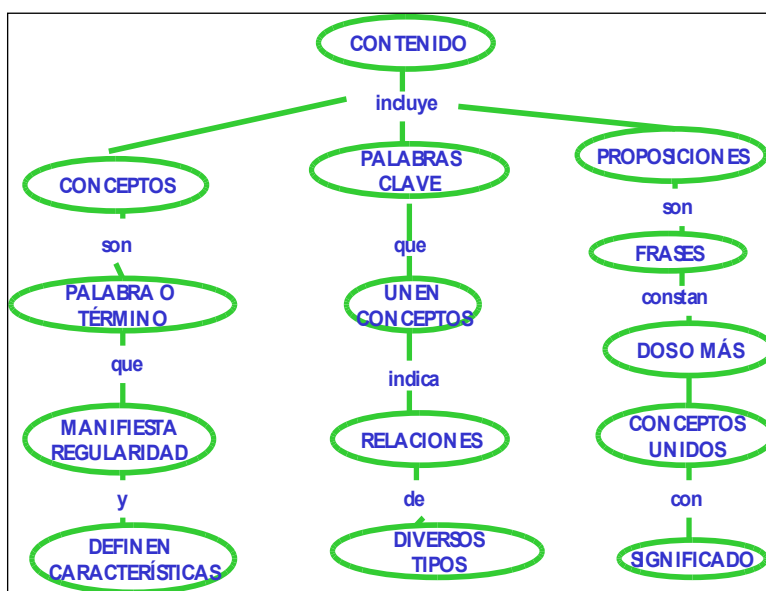 CONTENIDO
incluye
CONCEPTOS
son
PALABRA O
TÉRMINO
que
MANIFIESTA
REGULARIDAD
y
DEFINEN
CARACTERÍSTICAS
PALABRAS
CLAVE
que
UNEN
CONCEPTOS
indica
RELACIONES
de
DIVERSOS
TIPOS
PROPOSICIONES
son
FRASES
constan
DOSO MÁS
CONCEPTOS
UNIDOS
con
SIGNIFICADO